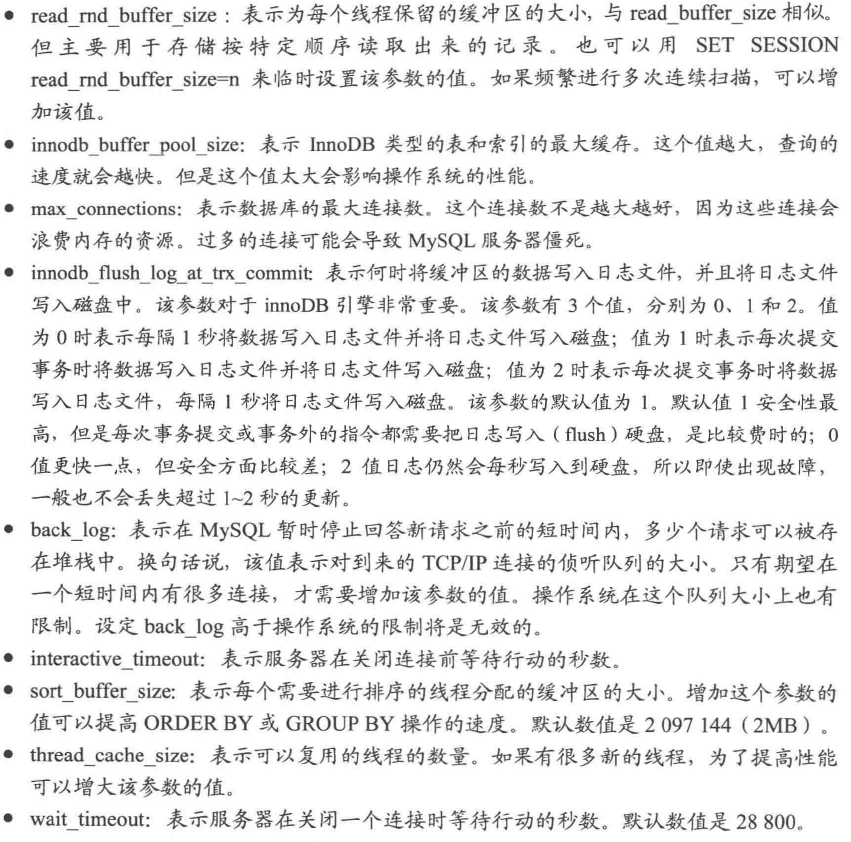 ● read_rnd_buffer_size：表示为每个线程保留的缓冲区的大小，与 read_buffer_size 相似。
但主要用于存储按特定顺序读取出来的记录。也可以用 SET SESSION
read_rnd_buffer_size=n 来临时设置该参数的值。如果频繁进行多次连续扫描，可以增
加该值。
● innodb_buffer_pool_size：表示 InnoDB 类型的表和索引的最大缓存。这个值越大，查询的
速度就会越快。但是这个值太大会影响操作系统的性能。
● max_connections：表示数据库的最大连接数。这个连接数不是越大越好，因为这些连接会
浪费内存的资源。过多的连接可能会导致 MySQL 服务器僵死。
● innodb_flush_log_at_trx_commit：表示何时将缓冲区的数据写入日志文件，并且将日志文件
写入磁盘中。该参数对于 innoDB 引擎非常重要。该参数有 3 个值，分别为 0、1 和 2。值
为 0 时表示每隔 1 秒将数据写入日志文件并将日志文件写入磁盘；值为 1 时表示每次提交
事务时将数据写入日志文件并将日志文件写入磁盘；值为 2 时表示每次提交事务时将数据
写入日志文件，每隔 1 秒将日志文件写入磁盘。该参数的默认值为 1。默认值 1 安全性最
高，但是每次事务提交或事务外的指令都需要把日志写入（flush）硬盘，是比较费时的；0
值更快一点，但安全方面比较差；2 值日志仍然会每秒写入到硬盘，所以即使出现故障，
一般也不会丢失超过 1~2 秒的更新。
● back_log：表示在 MySQL 暂时停止回答新请求之前的短时间内，多少个请求可以被存
在堆栈中。换句话说，该值表示对到来的 TCP/IP 连接的侦听队列的大小。只有期望在
一个短时间内有很多连接，才需要增加该参数的值。操作系统在这个队列大小上也有
限制。设定 back_log 高于操作系统的限制将是无效的。
● interactive_timeout：表示服务器在关闭连接前等待行动的秒数。
● sort_buffer_size：表示每个需要进行排序的线程分配的缓冲区的大小。增加这个参数的
值可以提高 ORDER BY 或 GROUP BY 操作的速度。默认数值是 2 097 144（2MB）。
● thread_cache_size：表示可以复用的线程的数量。如果有很多新的线程，为了提高性能
可以增大该参数的值。
● wait_timeout：表示服务器在关闭一个连接时等待行动的秒数。默认数值是 28 800。